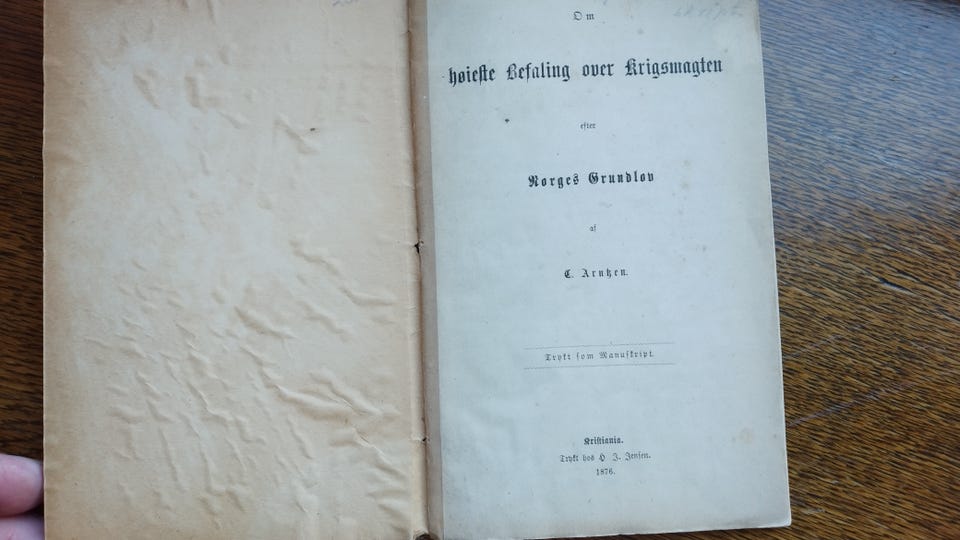 Om
høieste Befaling over Krigsmagten
efter
Norges Grundlov
af
C. Arntzen.
Trykt som Manuskript.
Kristiania.
Trykt hos H. J. Jensen.
1876.